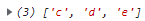 ▸ (3) ['c', 'd', 'e']